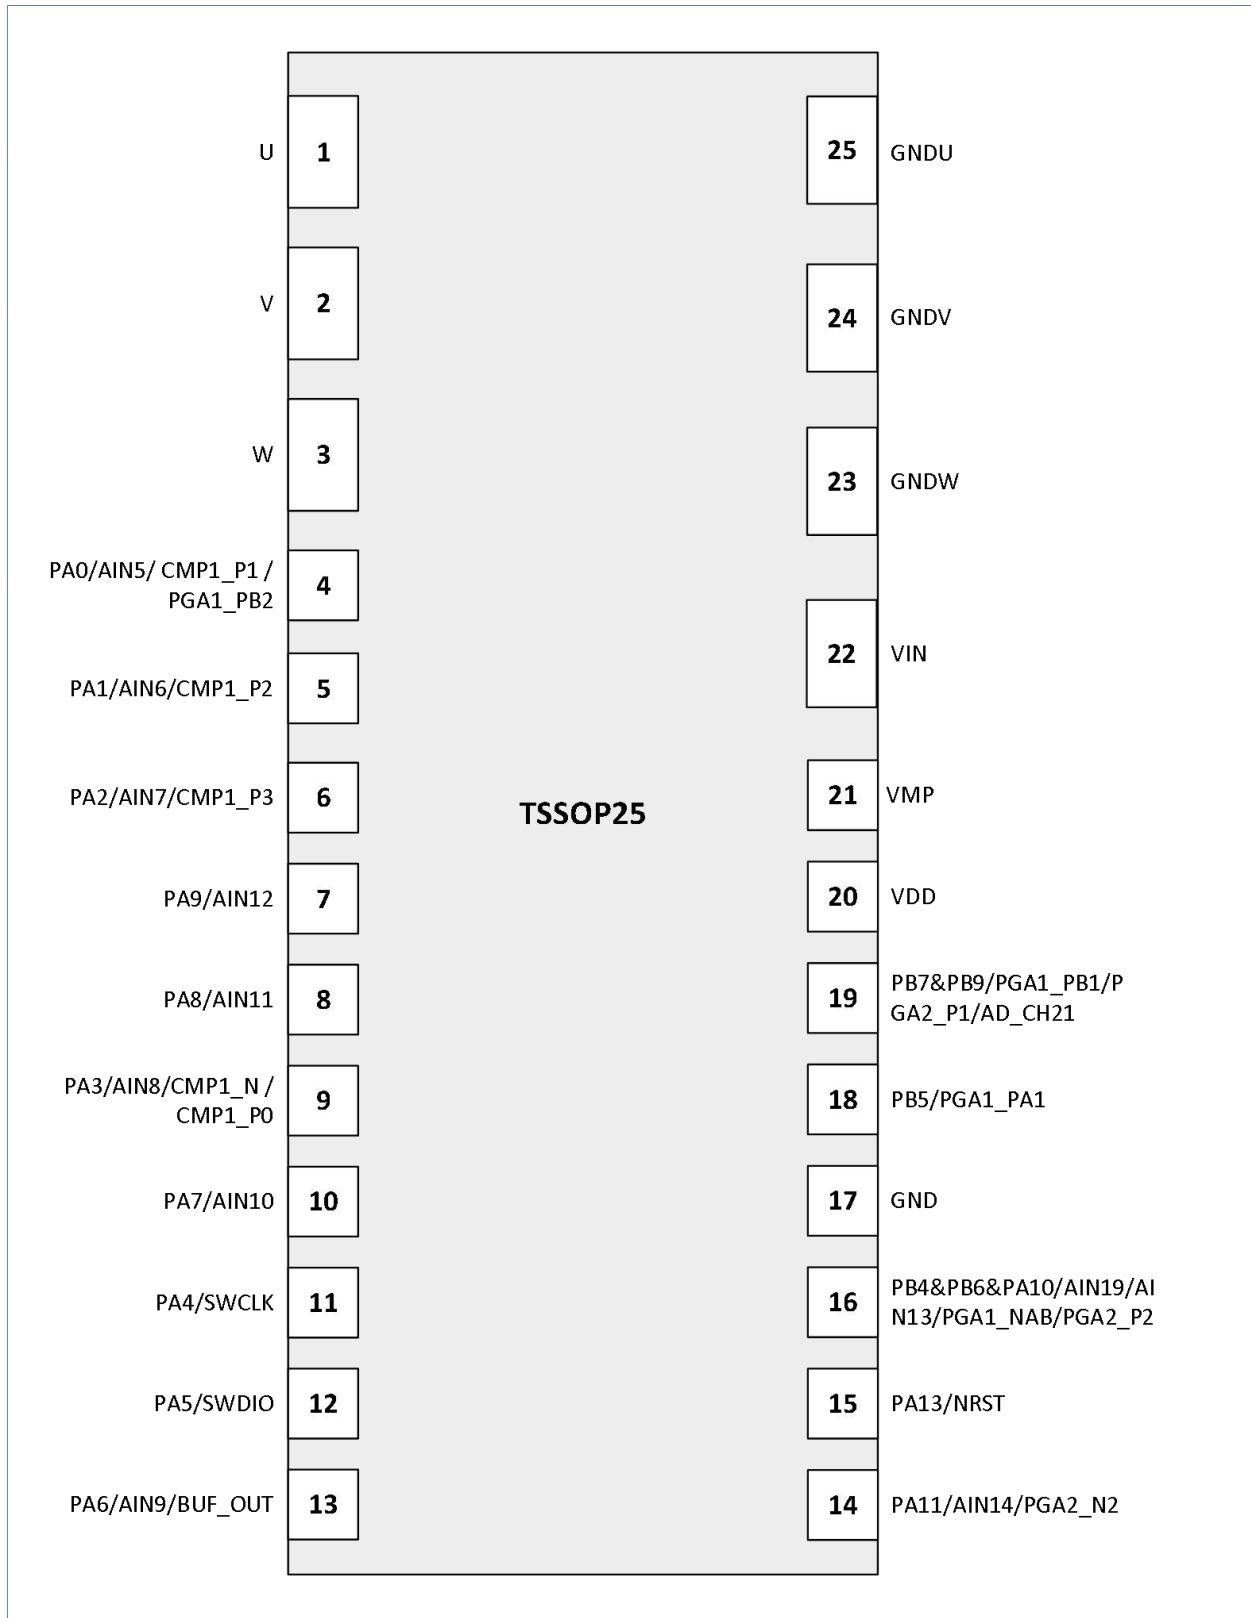 U
1
V
2
W
3
PA0/AIN5/ CMP1_P1 /
PGA1_PB2
4
PA1/AIN6/CMP1_P2
5
PA2/AIN7/CMP1_P3
6
PA9/AIN12
7
PA8/AIN11
8
PA3/AIN8/CMP1_N /
CMP1_P0
9
PA7/AIN10
10
PA4/SWCLK
11
PA5/SWDIO
12
PA6/AIN9/BUF_OUT
13
TSSOP25
25
GNDU
24
GNDV
23
GNDW
22
VIN
21
VMP
20
VDD
19
PB7&PB9/PGA1_PB1/P
GA2_P1/AD_CH21
18
PB5/PGA1_PA1
17
GND
16
PB4&PB6&PA10/AIN19/AI
N13/PGA1_NAB/PGA2_P2
15
PA13/NRST
14
PA11/AIN14/PGA2_N2